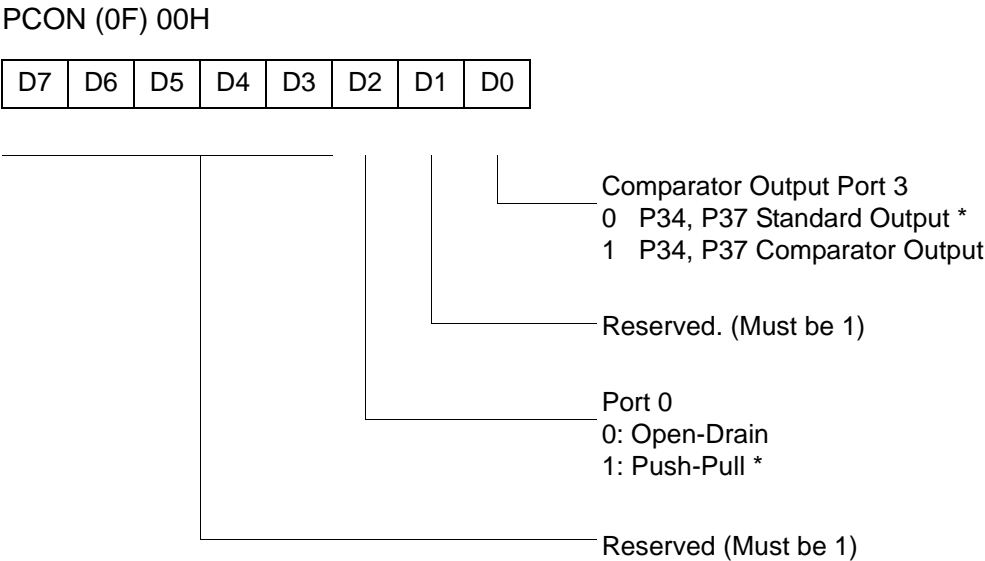 PCON (0F) 00H
D7 D6 D5 D4 D3 D2 D1 D0
Comparator Output Port 3
0 P34, P37 Standard Output *
1 P34, P37 Comparator Output
Reserved. (Must be 1)
Port 0
0: Open-Drain
1: Push-Pull *
Reserved (Must be 1)